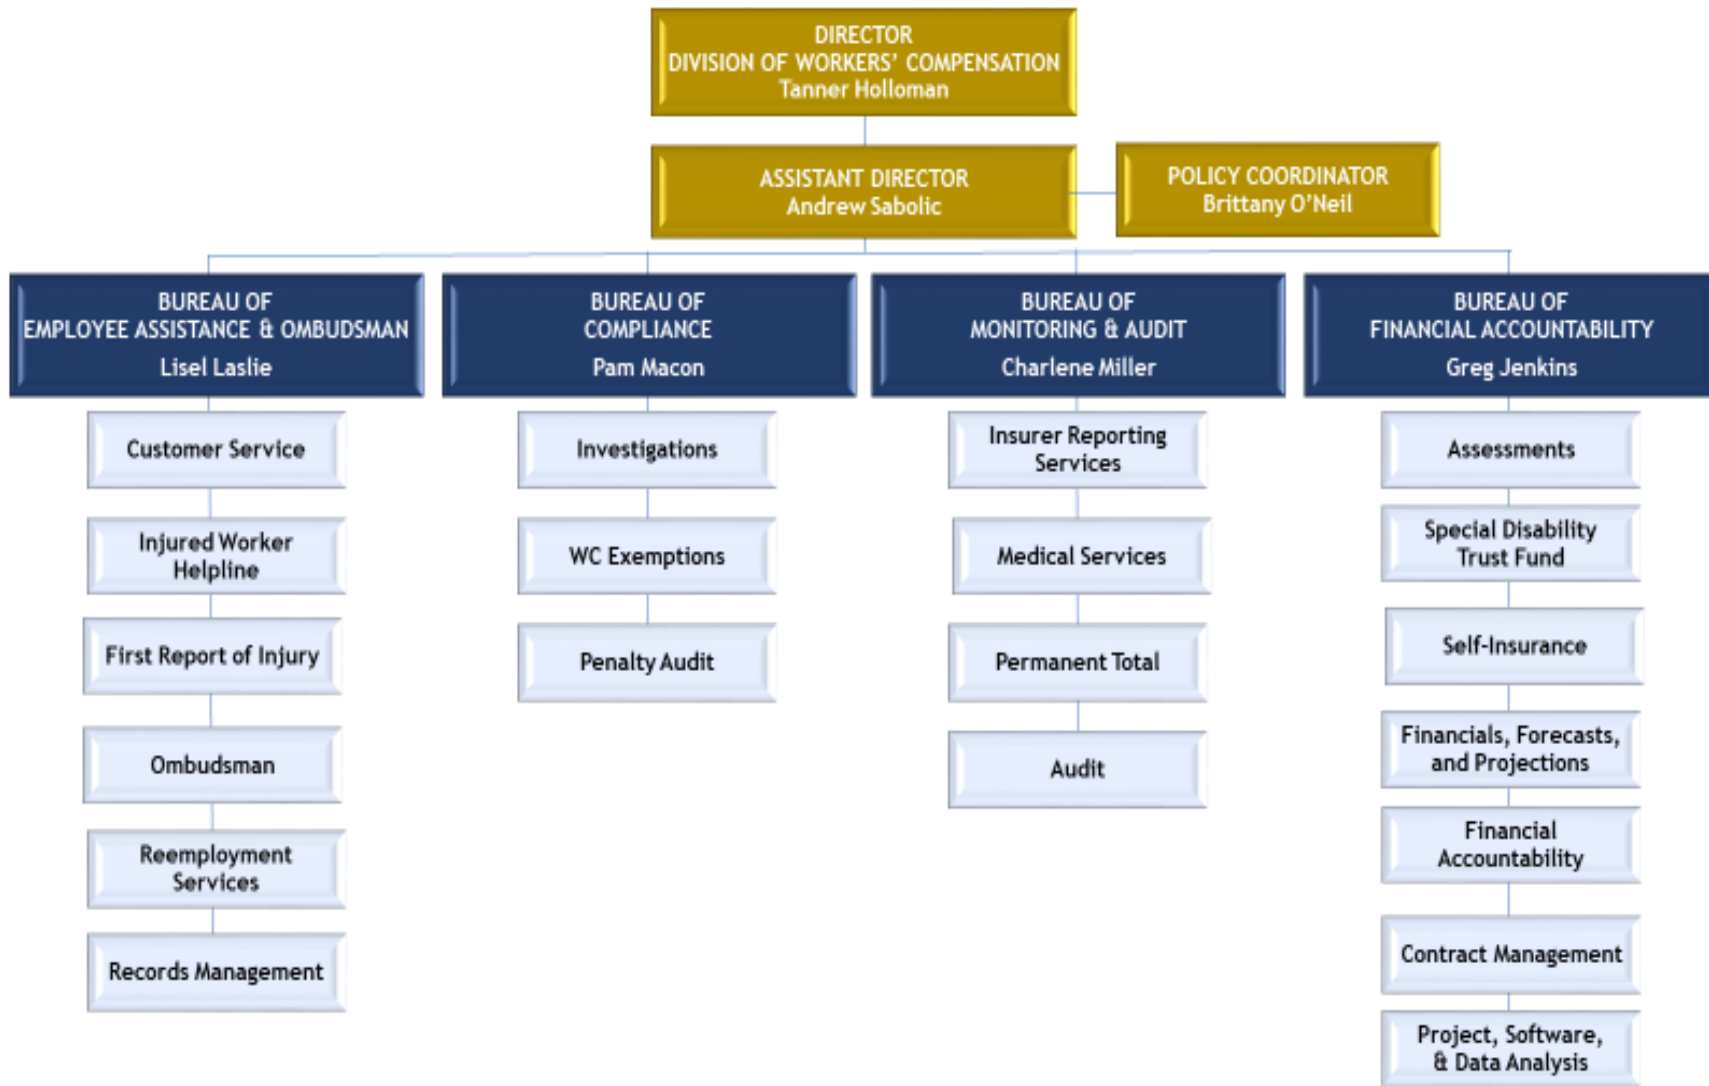 DIRECTOR
DIVISION OF WORKERS' COMPENSATION
Tanner Holloman
ASSISTANT DIRECTOR
Andrew Sabolic
POLICY COORDINATOR
Brittany O'Neil
BUREAU OF
EMPLOYEE ASSISTANCE & OMBUDSMAN
Lisel Laslie
BUREAU OF
COMPLIANCE
Pam Macon
BUREAU OF
MONITORING & AUDIT
Charlene Miller
BUREAU OF
FINANCIAL ACCOUNTABILITY
Greg Jenkins
Customer Service
Injured Worker
Helpline
First Report of Injury
Ombudsman
Reemployment
Services
Records Management
Investigations
WC Exemptions
Penalty Audit
Insurer Reporting
Services
Medical Services
Permanent Total
Audit
Assessments
Special Disability
Trust Fund
Self-Insurance
Financials, Forecasts,
and Projections
Financial
Accountability
Contract Management
Project, Software,
& Data Analysis